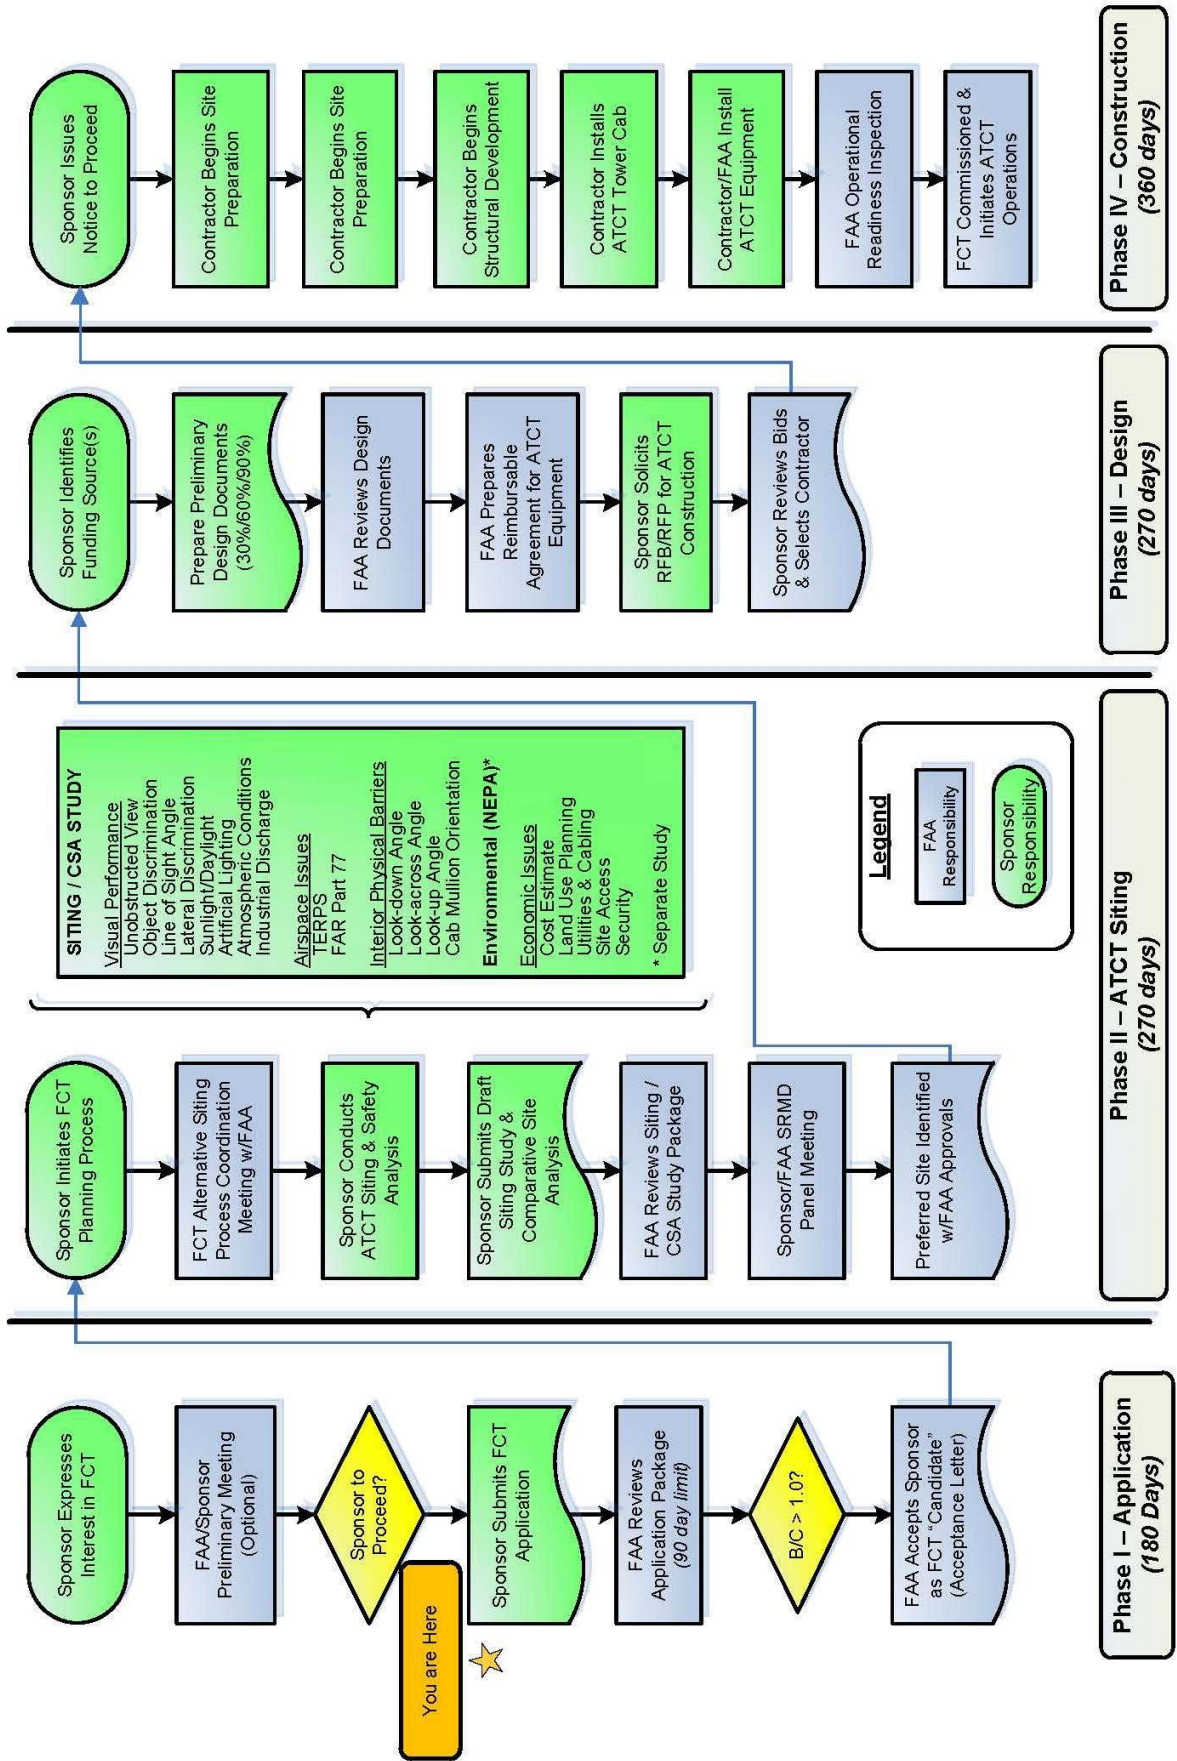 Sponsor Expresses
Interest in FCT
FAA/Sponsor
Preliminary Meeting
(Optional)
Sponsor to
Proceed?
You are Here
Sponsor Submits FCT
Application
FAA Reviews
Application Package
(90 day limit)
B/C > 1.0?
FAA Accepts Sponsor
as FCT “Candidate”
(Acceptance Letter)
Phase I – Application
(180 Days)
Sponsor Initiates FCT
Planning Process
FCT Alternative Siting
Process Coordination
Meeting w/FAA
Sponsor Conducts
ATCT Siting & Safety
Analysis
Sponsor Submits Draft
Siting Study &
Comparative Site
Analysis
FAA Reviews Siting /
CSA Study Package
Sponsor/FAA SRMD
Panel Meeting
Preferred Site Identified
w/FAA Approvals
SITING / CSA STUDY
Visual Performance
Unobstructed View
Object Discrimination
Line of Sight Angle
Lateral Discrimination
Sunlight/Daylight
Artificial Lighting
Atmospheric Conditions
Industrial Discharge
Airspace Issues
TERPS
FAR Part 77
Interior Physical Barriers
Look-down Angle
Look-across Angle
Look-up Angle
Cab Mullion Orientation
Environmental (NEPA)*
Economic Issues
Cost Estimate
Land Use Planning
Utilities & Cabling
Site Access
Security
* Separate Study
Legend
FAA
Responsibility
Sponsor
Responsibility
Phase II – ATCT Siting
(270 days)
Sponsor Identifies
Funding Source(s)
Prepare Preliminary
Design Documents
(30%/60%/90%)
FAA Reviews Design
Documents
FAA Prepares
Reimbursable
Agreement for ATCT
Equipment
Sponsor Solicits
RFB/RFP for ATCT
Construction
Sponsor Reviews Bids
& Selects Contractor
Phase III – Design
(270 days)
Sponsor Issues
Notice to Proceed
Contractor Begins Site
Preparation
Contractor Begins Site
Preparation
Contractor Begins
Structural Development
Contractor Installs
ATCT Tower Cab
Contractor/FAA Install
ATCT Equipment
FAA Operational
Readiness Inspection
FCT Commissioned &
Initiates ATCT
Operations
Phase IV – Construction
(360 days)